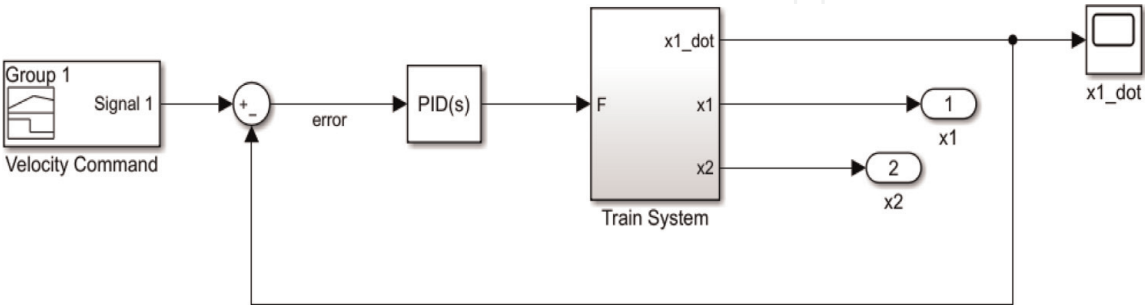 Group 1
Signal 1
Velocity Command
+
−
error
PID(s)
F
x1_dot
x1
x2
Train System
1
x1
2
x2
x1_dot